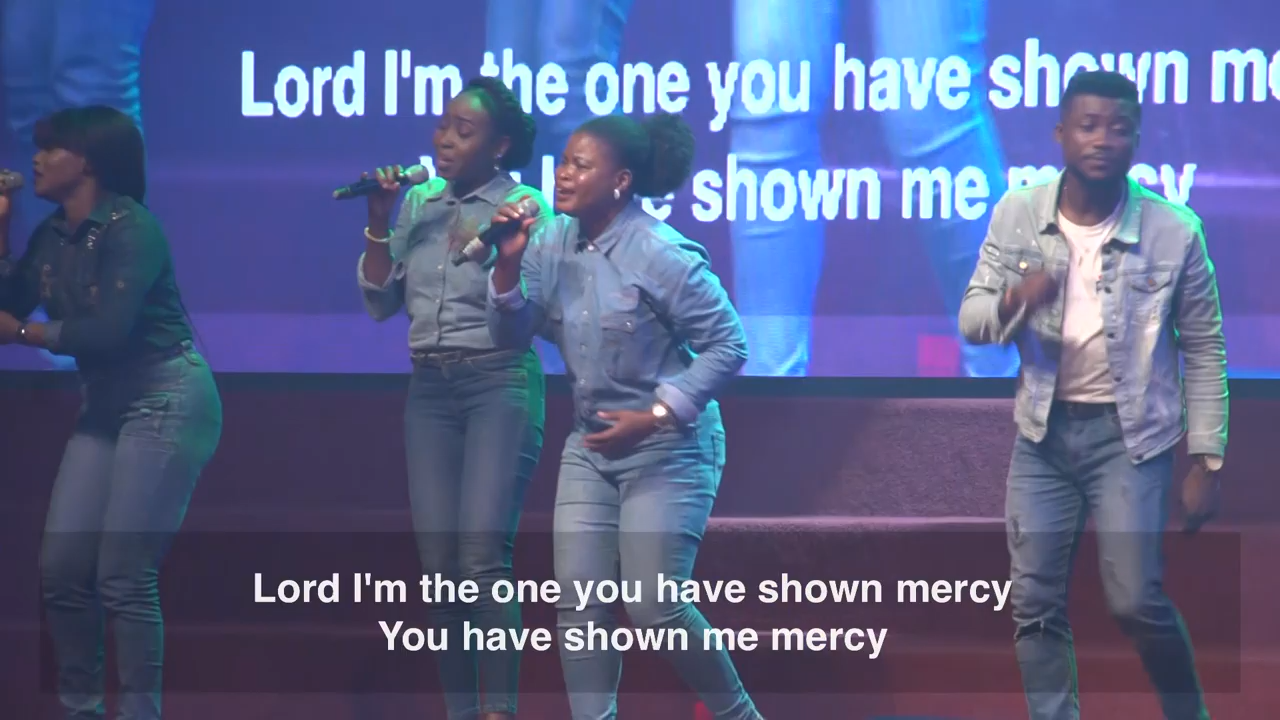 Lord I'm the one you have shown
shown me mercy
Lord I'm the one you have shown mercy
You have shown me mercy